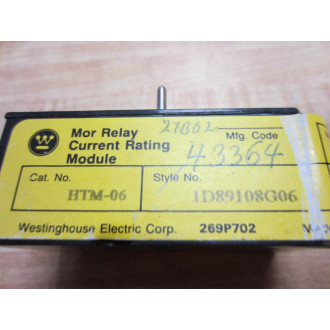 Mor Relay
Current Rating
Module
27B62
Mfg. Code
43364
Cat. No.
Style No.
HTM-06
1D89108G06
Westinghouse Electric Corp. 269P702